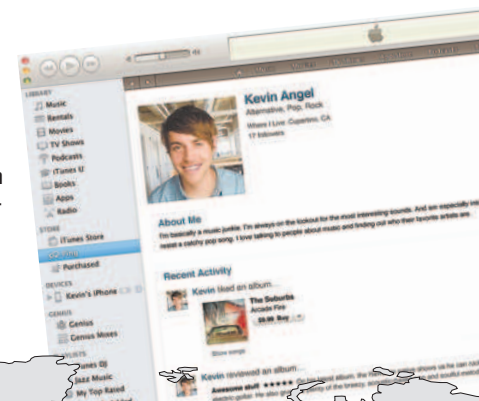 LIBRARY
Music
Rentals
Movies
TV Shows
Podcasts
iTunes U
Books
Apps
Radio
STORE
iTunes Store
Ping
Purchased
DEVICES
Kevin's iPhone
GENIUS
Genius
Genius Mixes
iTunes DJ
Jazz Music
My Top Rated
Kevin Angel
Alternative, Pop, Rock
Where I Live: Cupertino, CA
17 followers
About Me
I'm basically a music junkie. I'm always on the lookout for the most interesting sounds. And am especially
resist a catchy pop song. I love talking to people about music and finding out who their favorite artists are.
Recent Activity
Kevin liked an album.
The Suburbs
Arcade Fire
$9.99 Buy
Show songs
Kevin reviewed an album
Awesome stuff ★★★★★